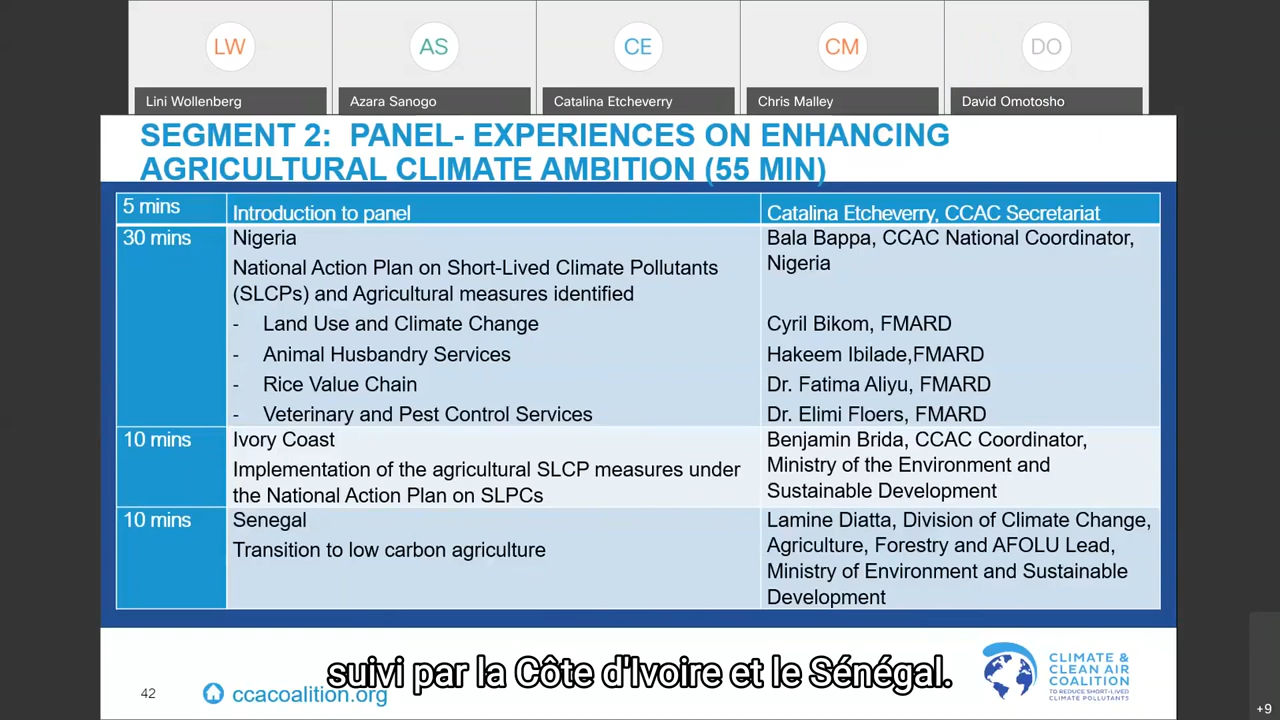 LW
AS
CE
CM
DO
Lini Wollenberg
Azara Sanogo
Catalina Etcheverry
Chris Malley
David Omotosho
SEGMENT 2: PANEL- EXPERIENCES ON ENHANCING
AGRICULTURAL CLIMATE AMBITION (55 MIN)
5 mins
Introduction to panel
Catalina Etcheverry, CCAC Secretariat
30 mins
Nigeria
National Action Plan on Short-Lived Climate Pollutants
(SLCPs) and Agricultural measures identified
- Land Use and Climate Change
- Animal Husbandry Services
- Rice Value Chain
- Veterinary and Pest Control Services
Bala Bappa, CCAC National Coordinator,
Nigeria
Cyril Bikom, FMARD
Hakeem Ibilade,FMARD
Dr. Fatima Aliyu, FMARD
Dr. Elimi Floers, FMARD
10 mins
Ivory Coast
Implementation of the agricultural SLCP measures under
the National Action Plan on SLPCs
Benjamin Brida, CCAC Coordinator,
Ministry of the Environment and
Sustainable Development
10 mins
Senegal
Transition to low carbon agriculture
Lamine Diatta, Division of Climate Change,
Agriculture, Forestry and AFOLU Lead,
Ministry of Environment and Sustainable
Development
suivi par la Côte d'Ivoire et le Sénégal.
42
ccacoalition.org
CLIMATE &
CLEAN AIR
COALITION
TO REDUCE SHORT-LIVED
CLIMATE POLLUTANTS
+9